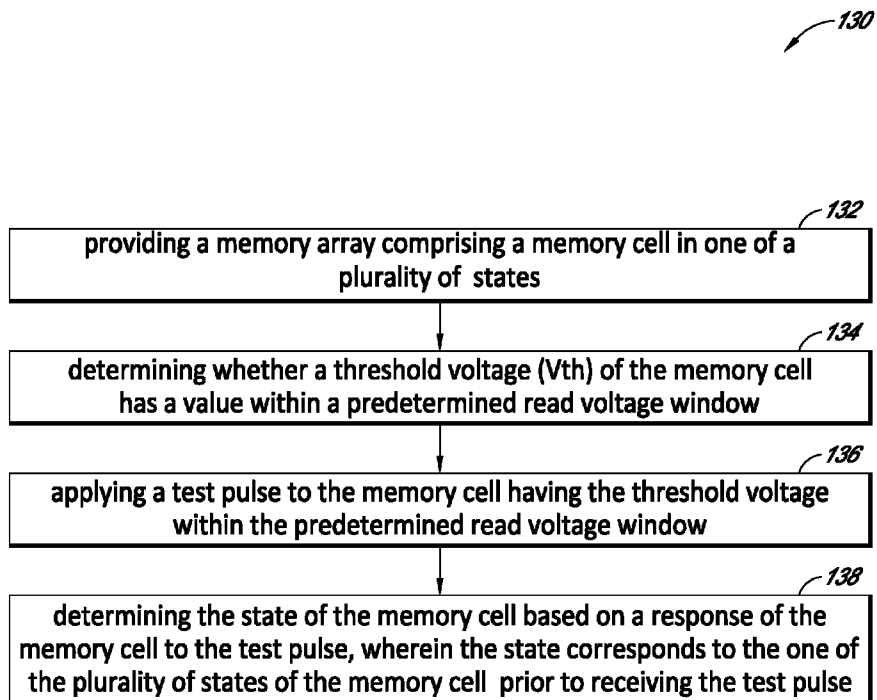 130
132
providing a memory array comprising a memory cell in one of a
plurality of states
134
determining whether a threshold voltage (Vth) of the memory cell
has a value within a predetermined read voltage window
136
applying a test pulse to the memory cell having the threshold voltage
within the predetermined read voltage window
138
determining the state of the memory cell based on a response of the
memory cell to the test pulse, wherein the state corresponds to the one of
the plurality of states of the memory cell prior to receiving the test pulse